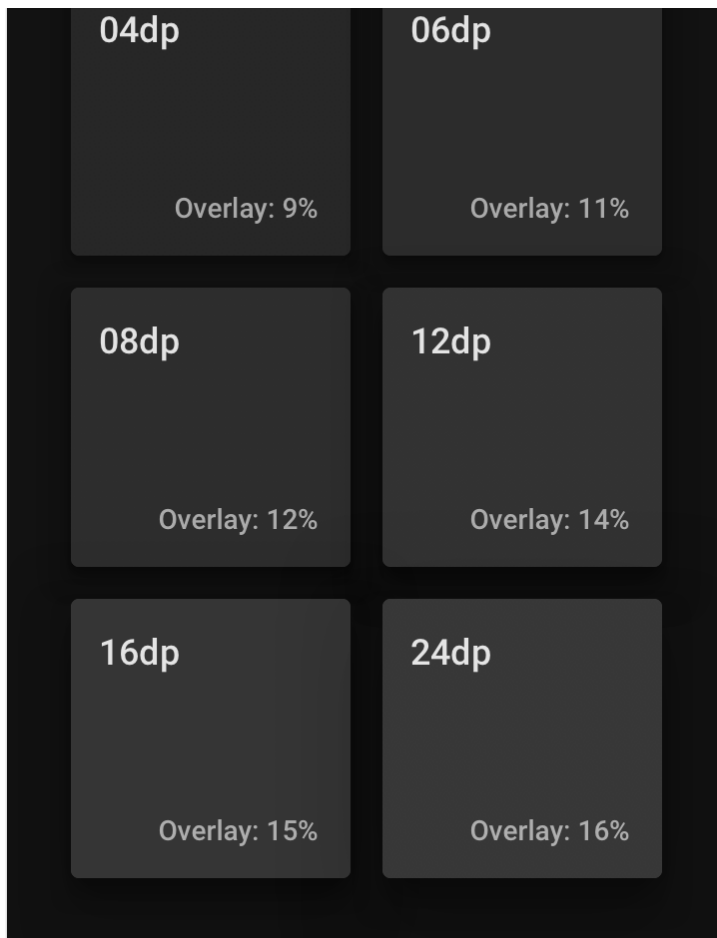 04dp
06dp
Overlay: 9%
Overlay: 11%
08dp
12dp
Overlay: 12%
Overlay: 14%
16dp
24dp
Overlay: 15%
Overlay: 16%